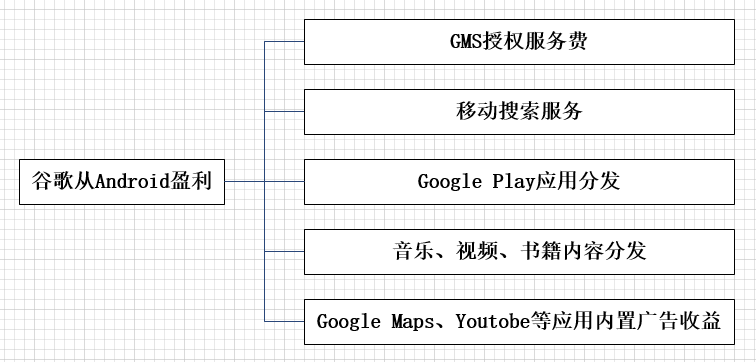 GMS授权服务费
移动搜索服务
谷歌从Android盈利
Google Play应用分发
音乐、视频、书籍内容分发
Google Maps、Youtobe等应用内置广告收益